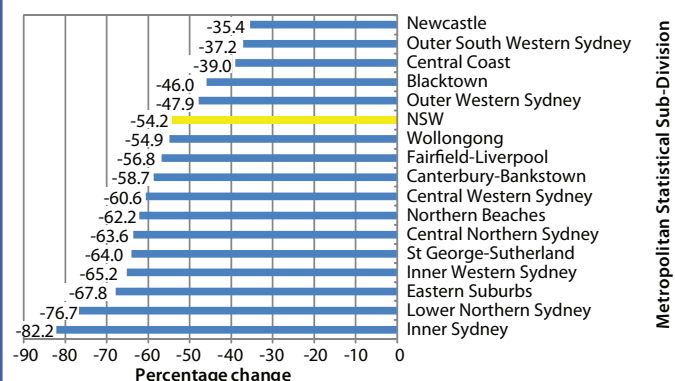 -35.4 Newcastle
-37.2 Outer South Western Sydney
-39.0 Central Coast
-46.0 Blacktown
-47.9 Outer Western Sydney
-54.2 NSW
-54.9 Wollongong
-56.8 Fairfield-Liverpool
-58.7 Canterbury-Bankstown
-60.6 Central Western Sydney
-62.2 Northern Beaches
-63.6 Central Northern Sydney
-64.0 St George-Sutherland
-65.2 Inner Western Sydney
-67.8 Eastern Suburbs
-76.7 Lower Northern Sydney
-82.2 Inner Sydney
-90 -80 -70 -60 -50 -40 -30 -20 -10 0
Percentage change
Metropolitan Statistical Sub-Division